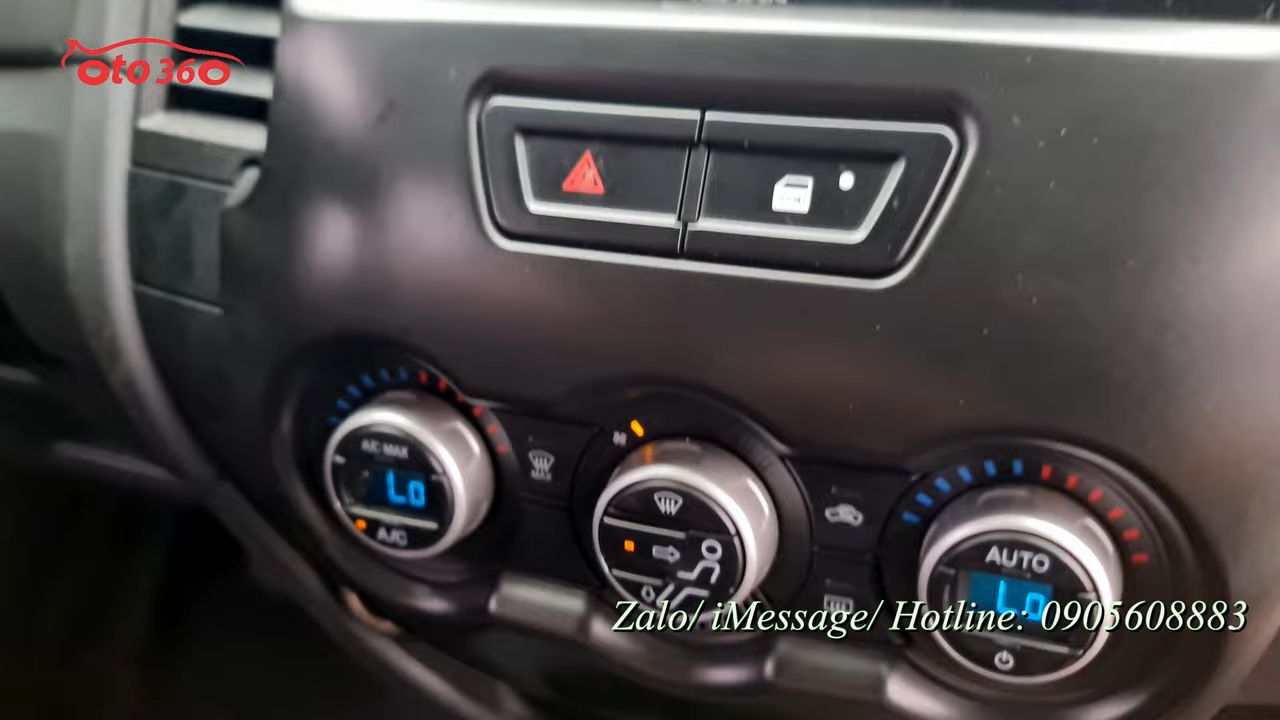 oto360
A/C MAX
Lo
A/C
AUTO
Lo
Zalo/ iMessage/ Hotline: 0905608883